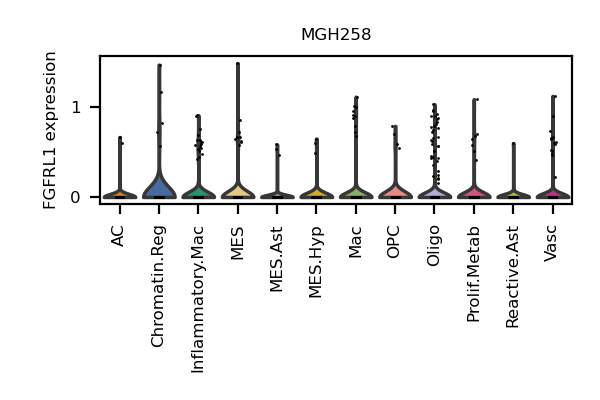 MGH258
FGFRL1 expression
1
0
AC
Chromatin.Reg
Inflammatory.Mac
MES
MES.Ast
MES.Hyp
Mac
OPC
Oligo
Prolif.Metab
Reactive.Ast
Vasc